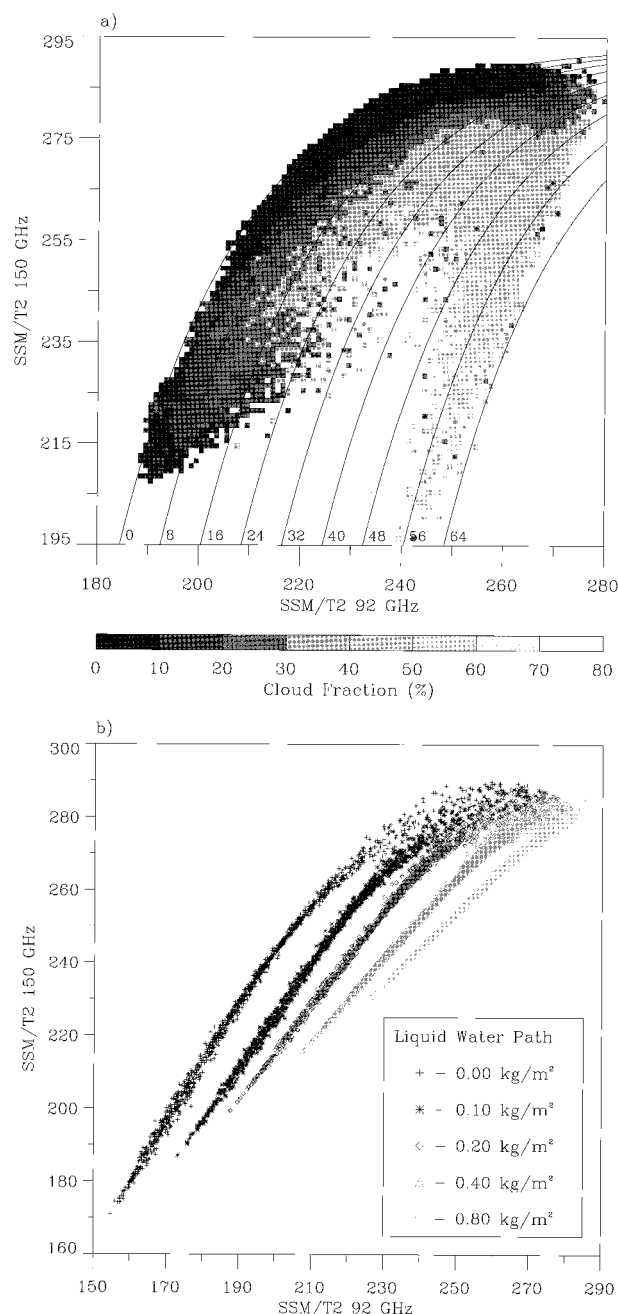 a)
295
275
255
235
215
195
SSM/T2 150 GHz
0 8 16 24 32 40 48 56 64
180 200 220 240 260 280
SSM/T2 92 GHz
0 10 20 30 40 50 60 70 80
Cloud Fraction (%)
b)
300
280
260
240
220
200
180
160
SSM/T2 150 GHz
Liquid Water Path
+ - 0.00 kg/m²
✳ - 0.10 kg/m²
◇ - 0.20 kg/m²
△ - 0.40 kg/m²
- 0.80 kg/m²
150 170 190 210 230 250 270 290
SSM/T2 92 GHz